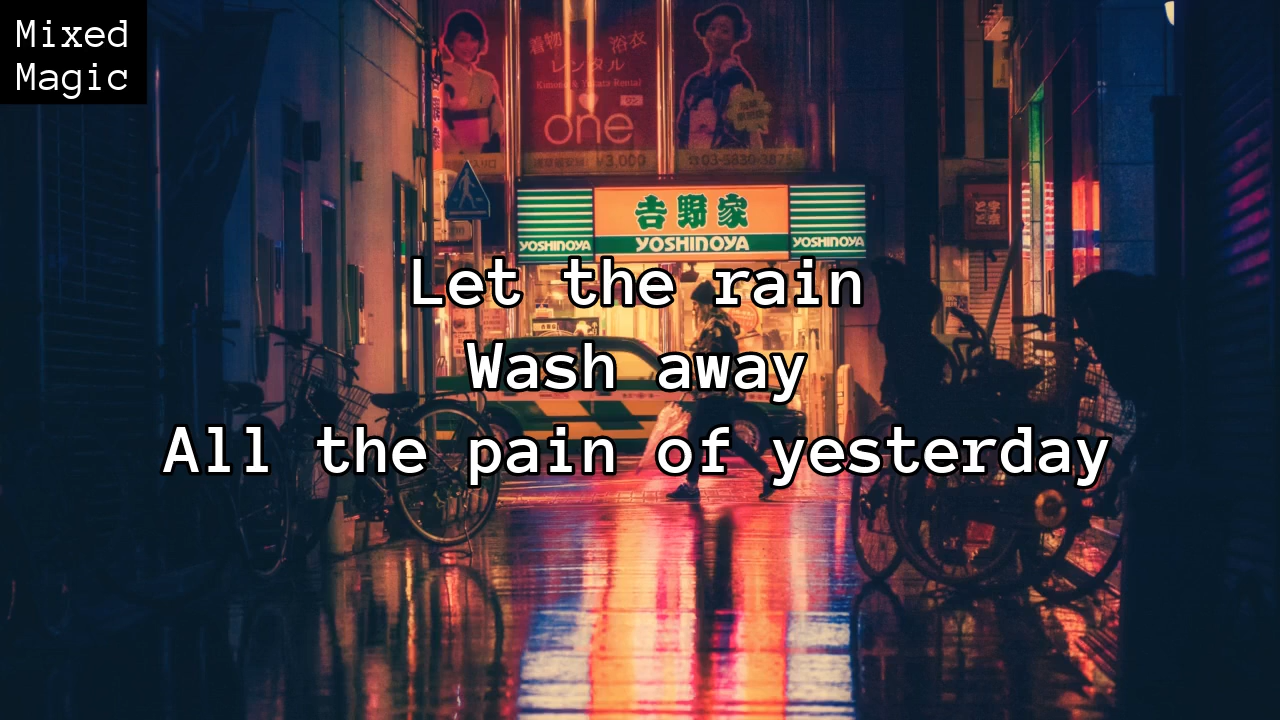 Mixed
Magic
着物 浴衣
レンタル
Kimono & Yukata Rental
one
¥3,000
☎03-5830-3875
吉野家
YOSHINOYA
YOSHINOYA
YOSHINOYA
Let the rain
Wash away
All the pain of yesterday